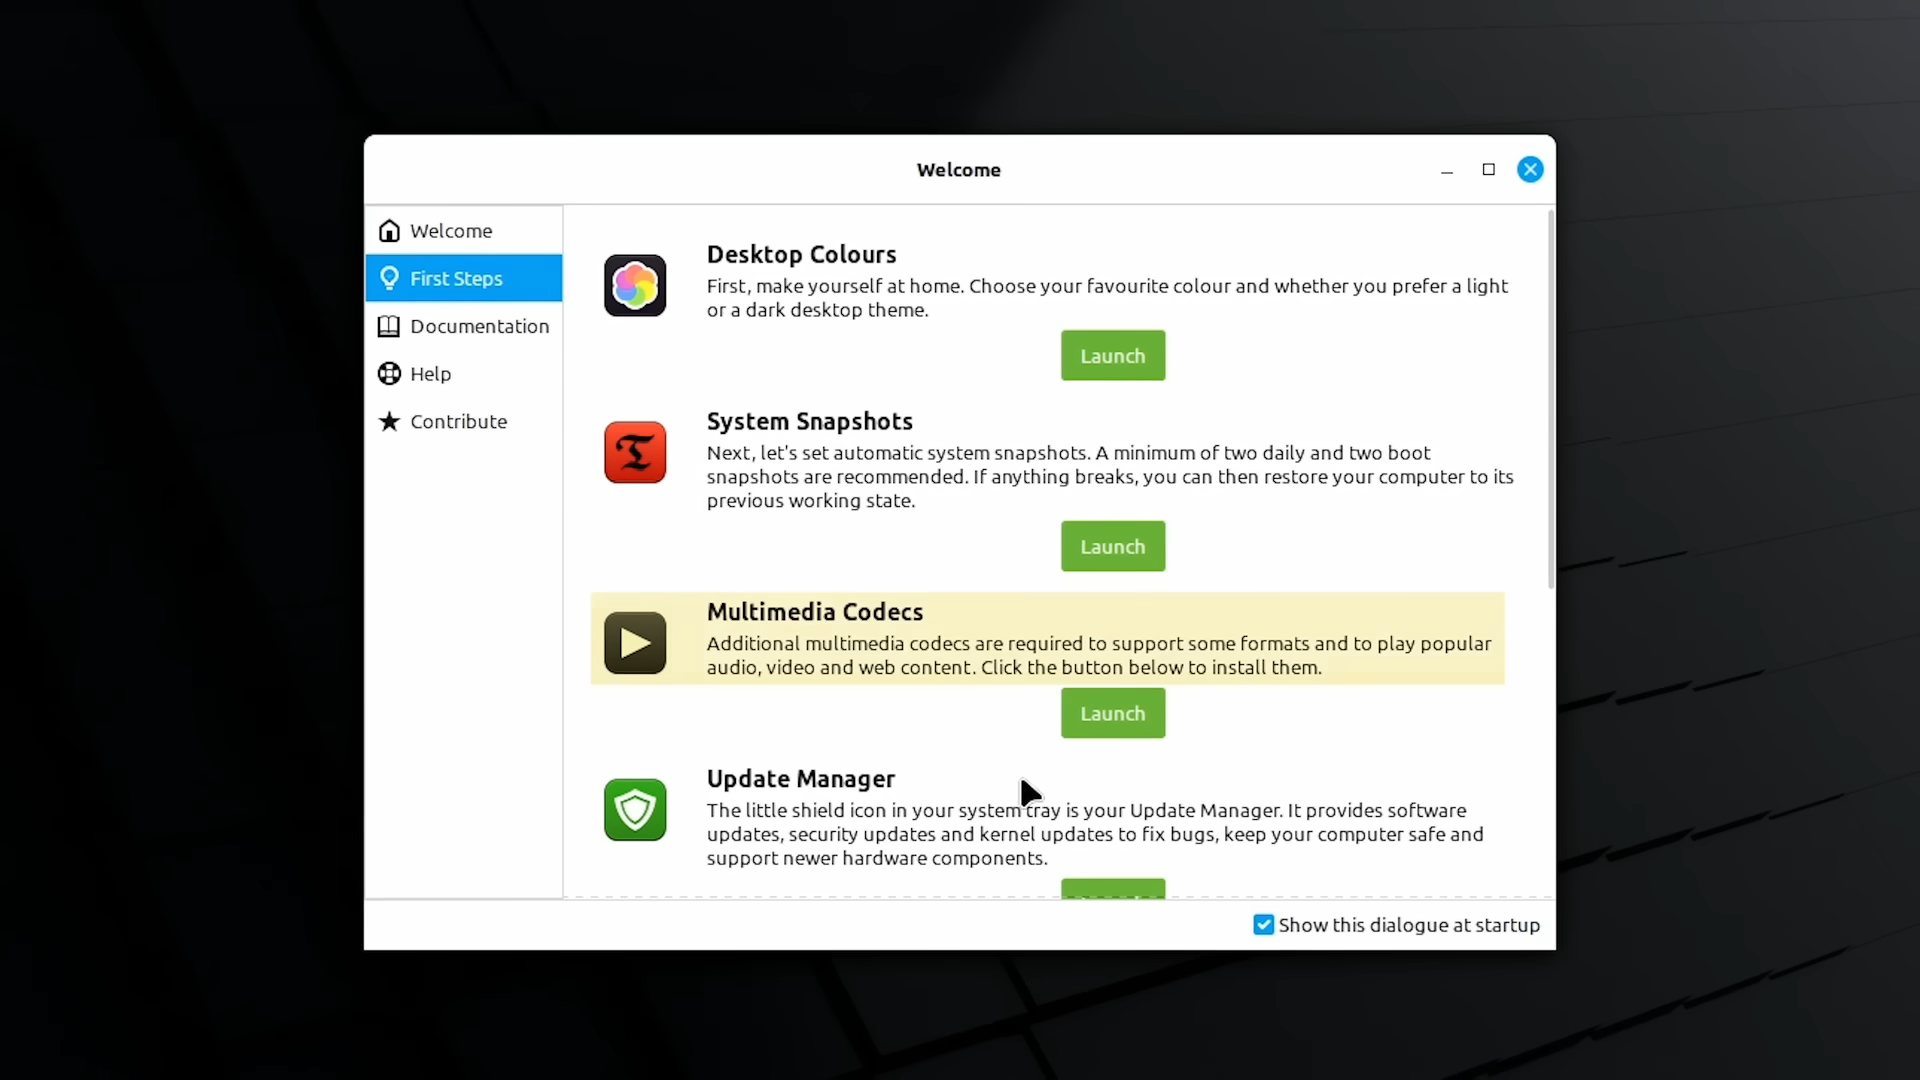 Welcome
Welcome
First Steps
Documentation
Help
Contribute
Desktop Colours
First, make yourself at home. Choose your favourite colour and whether you prefer a light
or a dark desktop theme.
Launch
System Snapshots
Next, let's set automatic system snapshots. A minimum of two daily and two boot
snapshots are recommended. If anything breaks, you can then restore your computer to its
previous working state.
Launch
Multimedia Codecs
Additional multimedia codecs are required to support some formats and to play popular
audio, video and web content. Click the button below to install them.
Launch
Update Manager
The little shield icon in your system tray is your Update Manager. It provides software
updates, security updates and kernel updates to fix bugs, keep your computer safe and
support newer hardware components.
Show this dialogue at startup